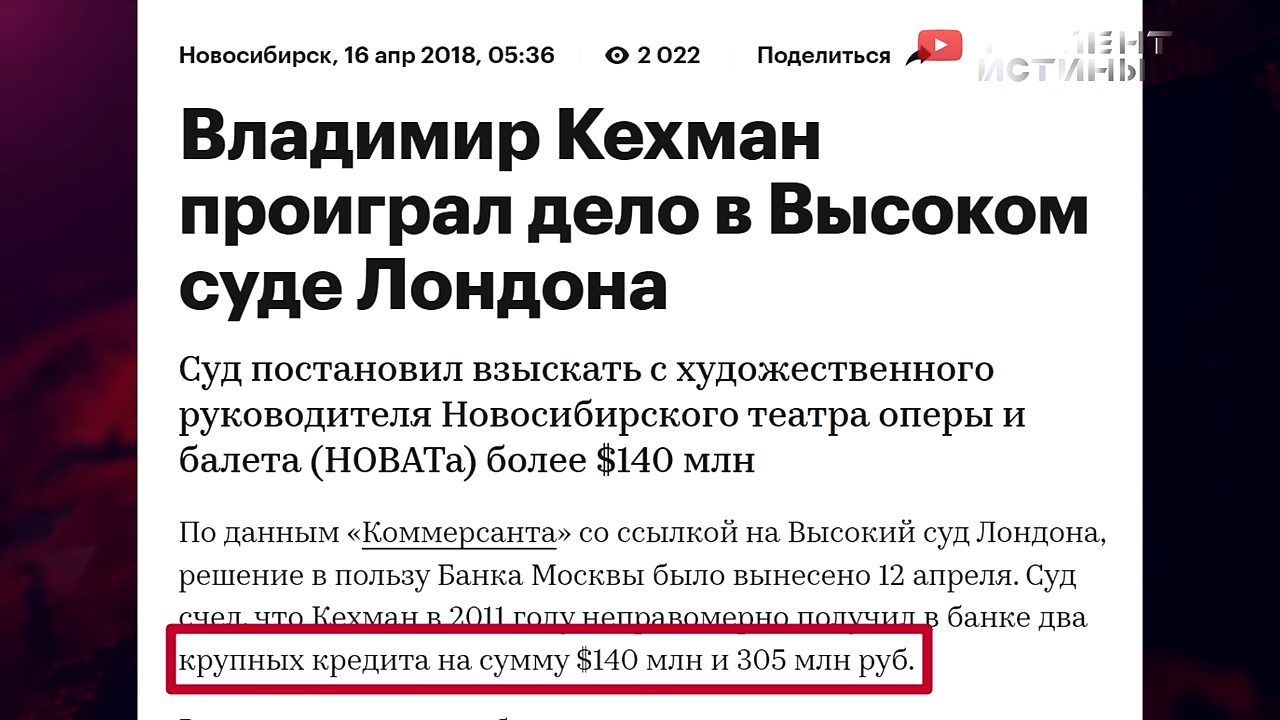 Новосибирск, 16 апр 2018, 05:36 2 022 Поделиться
ИСТИНЫ
Владимир Кехман
проиграл дело в Высоком
суде Лондона
Суд постановил взыскать с художественного
руководителя Новосибирского театра оперы и
балета (НОВАТа) более $140 млн
По данным «Коммерсанта» со ссылкой на Высокий суд Лондона,
решение в пользу Банка Москвы было вынесено 12 апреля. Суд
счел, что Кехман в 2011 году неправомерно получил в банке два
крупных кредита на сумму $140 млн и 305 млн руб.